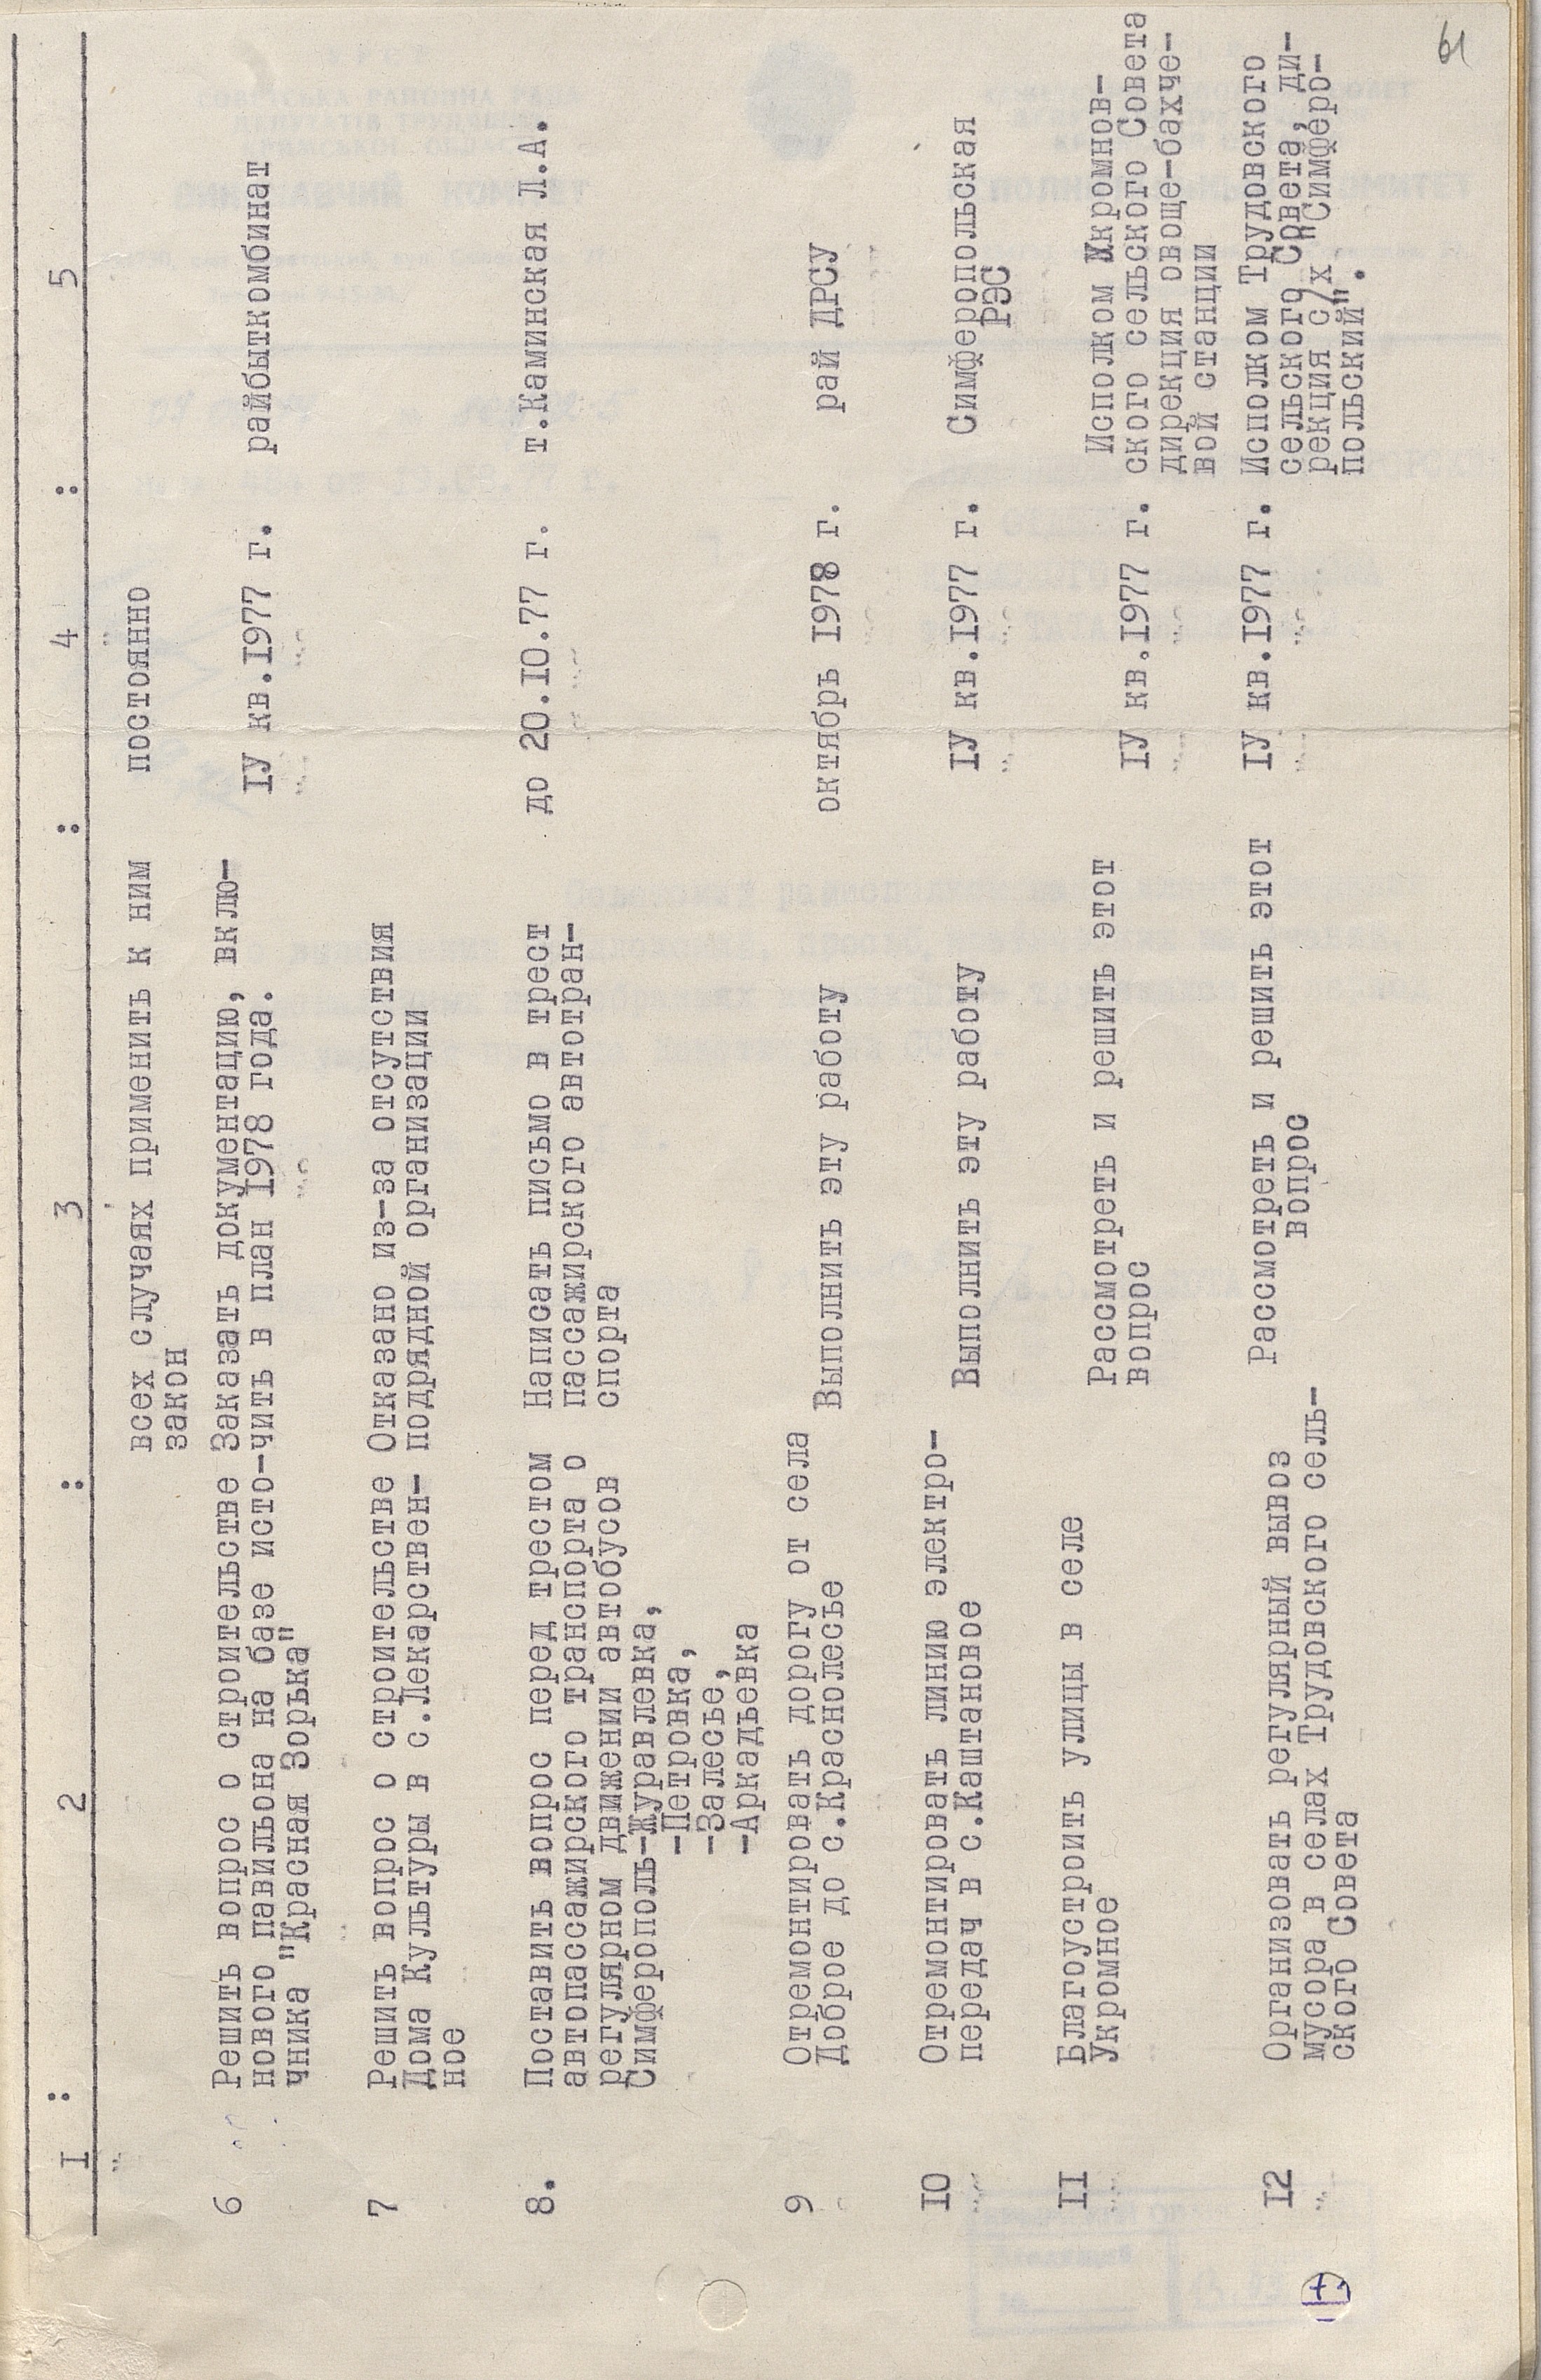 61
I : 2 : 3 : 4 : 5
всех случаях применить к ним постоянно
закон
6 Решить вопрос о строительстве Заказать документацию, вклю-
нового павильона на базе исто-чить в план 1978 года. IУ кв.1977 г. райбыткомбинат
чника "Красная Зорька"
7 Решить вопрос о строительстве Отказано из-за отсутствия
Дома Культуры в с.Лекарствен- подрядной организации
ное
8. Поставить вопрос перед трестом Написать письмо в трест до 20.10.77 г. т.Каминская Л.А.
автопассажирского транспорта о пассажирского автотран-
регулярном движении автобусов спорта
Симферополь-Журавлевка,
-Петровка,
-Залесье,
-Аркадьевка
9 Отремонтировать дорогу от села
Доброе до с.Краснолесье Выполнить эту работу октябрь 1978 г. рай ДРСУ
10 Отремонтировать линию электро-
передач в с.Каштановое Выполнить эту работу IУ кв.1977 г. Симферопольская
РЭС
II Благоустроить улицы в селе Рассмотреть и решить этот Исполком Укромнов-
Укромное вопрос IУ кв.1977 г. ского сельского Совета
дирекция овоще-бахче-
вой станции
12 Организовать регулярный вывоз Рассмотреть и решить этот IУ кв.1977 г. Исполком Трудовского
мусора в селах Трудовского сель- вопрос сельского Совета, ди-
ского Совета рекция с/х "Симферо-
польский".